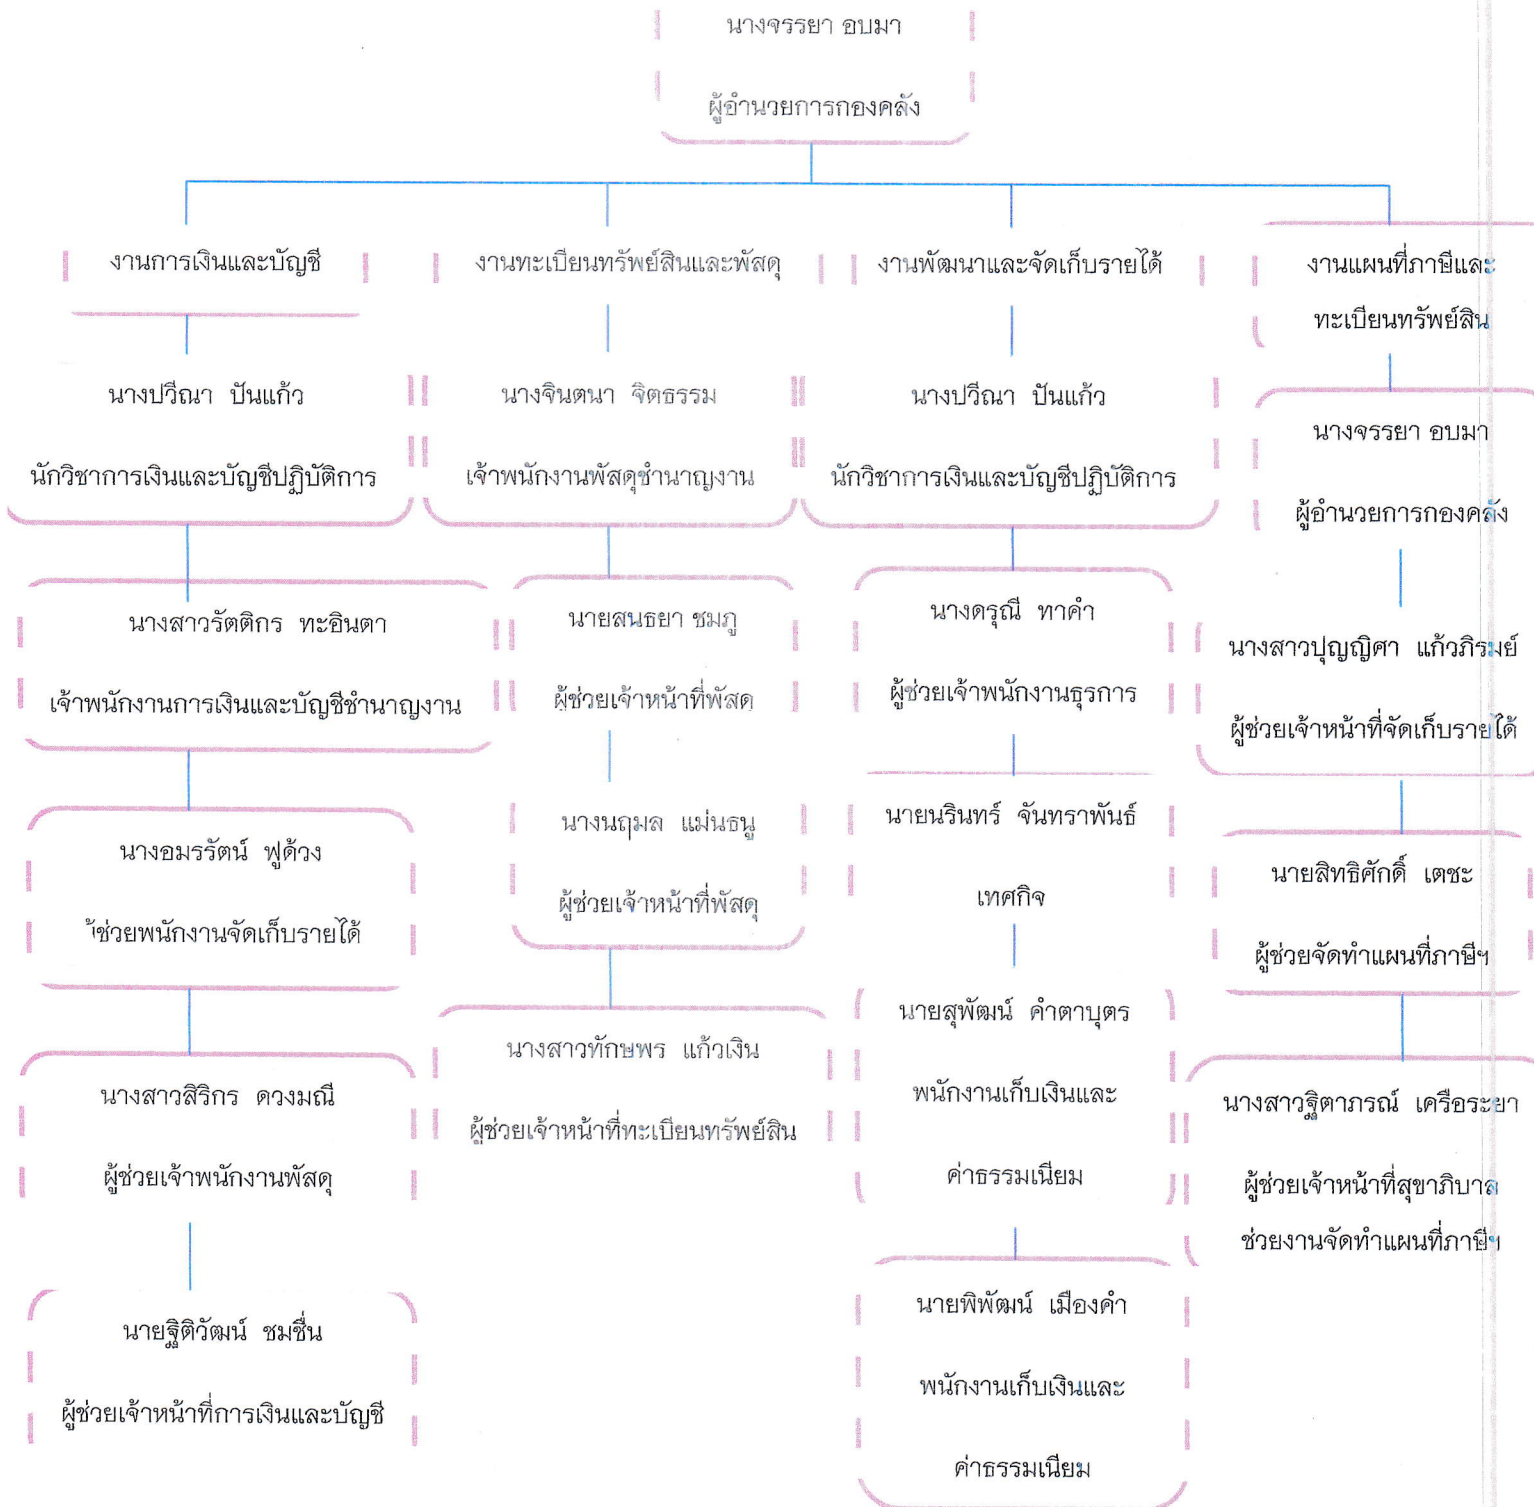 นางจรรยา อบมา
ผู้อำนวยการกองคลัง
งานการเงินและบัญชี
นางปวีณา ปันแก้ว
นักวิชาการเงินและบัญชีปฏิบัติการ
นางสาวรัตติกร ทะอินตา
เจ้าพนักงานการเงินและบัญชีชำนาญงาน
นางอมรรัตน์ ฟูด้วง
ช่วยพนักงานจัดเก็บรายได้
นางสาวสิริกร ดวงมณี
ผู้ช่วยเจ้าพนักงานพัสดุ
นายฐิติวัฒน์ ชมชื่น
ผู้ช่วยเจ้าหน้าที่การเงินและบัญชี
งานทะเบียนทรัพย์สินและพัสดุ
นางจินตนา จิตธรรม
เจ้าพนักงานพัสดุชำนาญงาน
นายสนธยา ชมภู
ผู้ช่วยเจ้าหน้าที่พัสด
นางนฤมล แม่นธนู
ผู้ช่วยเจ้าหน้าที่พัสดุ
นางสาวทักษพร แก้วเงิน
ผู้ช่วยเจ้าหน้าที่ทะเบียนทรัพย์สิน
งานพัฒนาและจัดเก็บรายได้
นางปวีณา ปันแก้ว
นักวิชาการเงินและบัญชีปฏิบัติการ
นางดรุณี ทาคำ
ผู้ช่วยเจ้าพนักงานธุรการ
นายนรินทร์ จันทราพันธ์
เทศกิจ
นายสุพัฒน์ คำตาบุตร
พนักงานเก็บเงินและ
ค่าธรรมเนียม
นายพิพัฒน์ เมืองคำ
พนักงานเก็บเงินและ
ค่าธรรมเนียม
งานแผนที่ภาษีและ
ทะเบียนทรัพย์สิน
นางจรรยา อบมา
ผู้อำนวยการกองคลัง
นางสาวปุญญิศา แก้วภิรมย์
ผู้ช่วยเจ้าหน้าที่จัดเก็บรายได้
นายสิทธิศักดิ์ เตชะ
ผู้ช่วยจัดทำแผนที่ภาษีฯ
นางสาวฐิตาภรณ์ เครือระยา
ผู้ช่วยเจ้าหน้าที่สุขาภิบาล
ช่วยงานจัดทำแผนที่ภาษีฯ